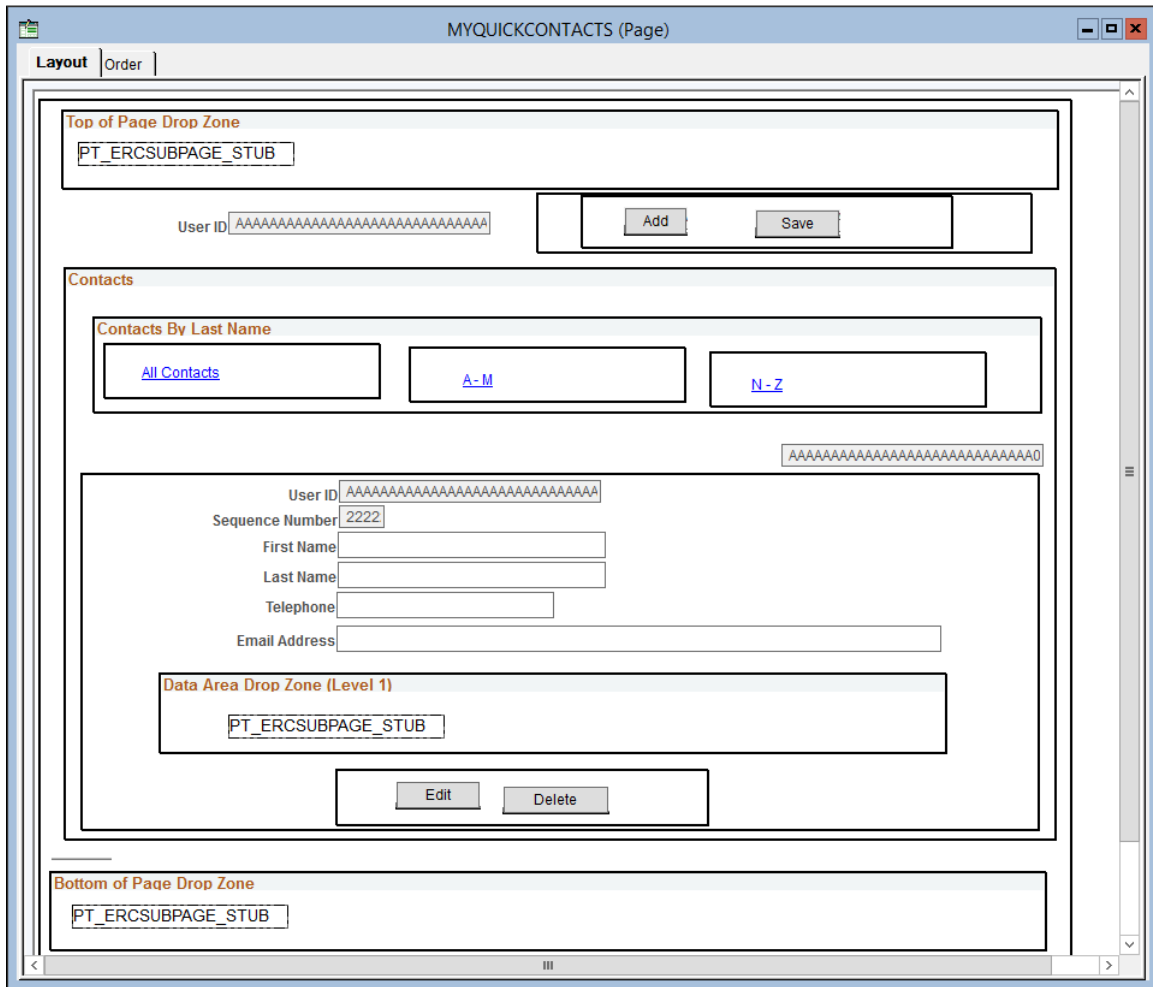 MYQUICKCONTACTS (Page)
Layout Order
Top of Page Drop Zone
PT_ERCSUBPAGE_STUB
User ID AAAAAAAAAAAAAAAAAAAAAAAAAAAAAA Add Save
Contacts
Contacts By Last Name
All Contacts A - M N - Z
AAAAAAAAAAAAAAAAAAAAAAAAAAAAA0
User ID AAAAAAAAAAAAAAAAAAAAAAAAAAAAAA
Sequence Number 2222
First Name
Last Name
Telephone
Email Address
Data Area Drop Zone (Level 1)
PT_ERCSUBPAGE_STUB
Edit Delete
Bottom of Page Drop Zone
PT_ERCSUBPAGE_STUB